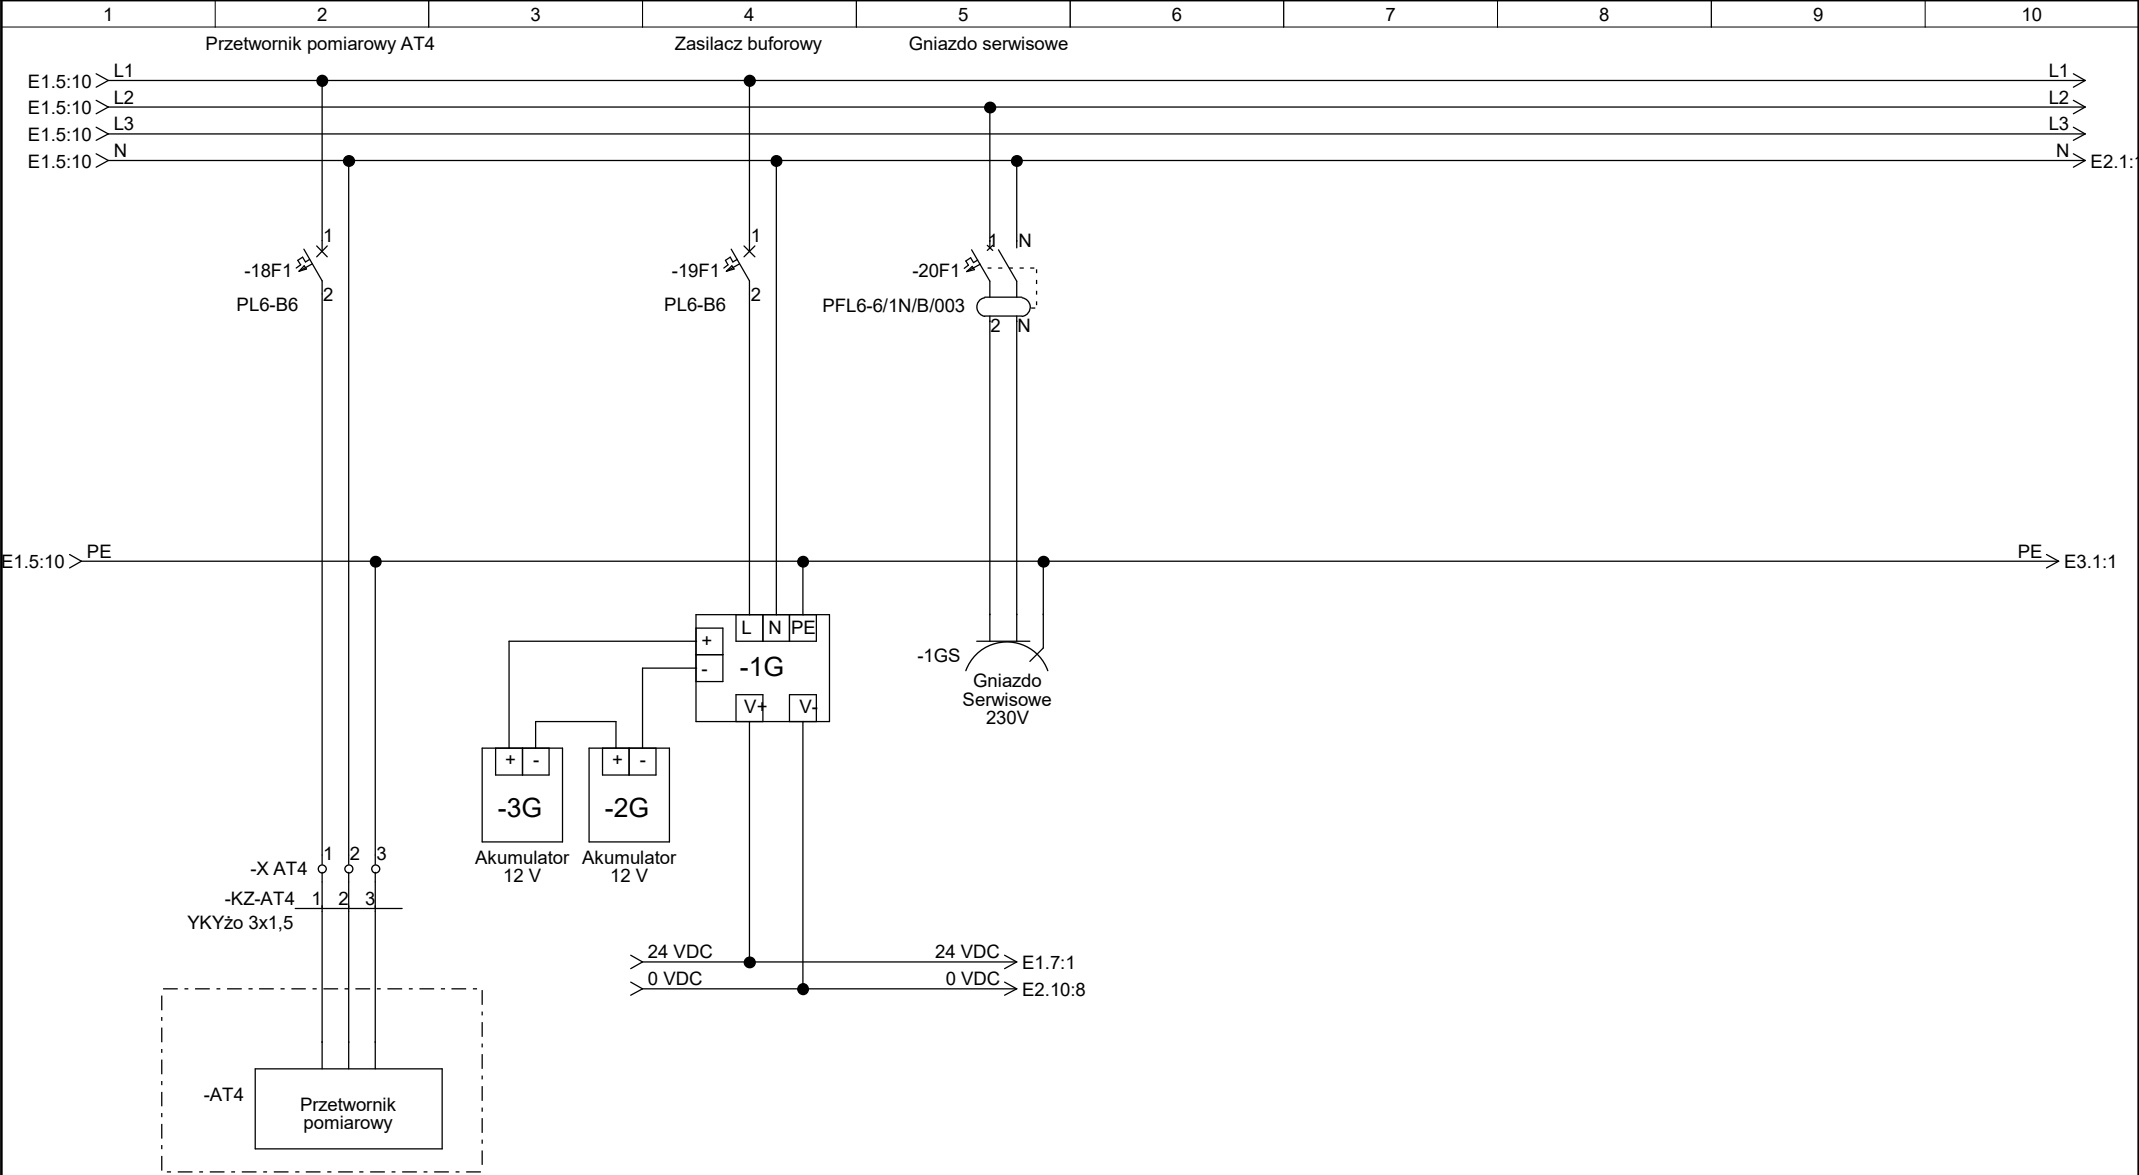 1 2 3 4 5 6 7 8 9 10
Przetwornik pomiarowy AT4 Zasilacz buforowy Gniazdo serwisowe
E1.5:10 L1 L1
E1.5:10 L2 L2
E1.5:10 L3 L3
E1.5:10 N N E2.1:1
1 1 1 N
-18F1 -19F1 -20F1
2 2
PL6-B6 PL6-B6 PFL6-6/1N/B/003
2 N
E1.5:10 PE PE E3.1:1
L N PE
+
-1G
-
-1GS
Gniazdo
Serwisowe
230V
V+ V-
+ - + -
-3G -2G
Akumulator Akumulator
12 V 12 V
1 2 3
-X AT4
-KZ-AT4 1 2 3
YKYżo 3x1,5
24 VDC 24 VDC E1.7:1
0 VDC 0 VDC E2.10:8
-AT4
Przetwornik
pomiarowy